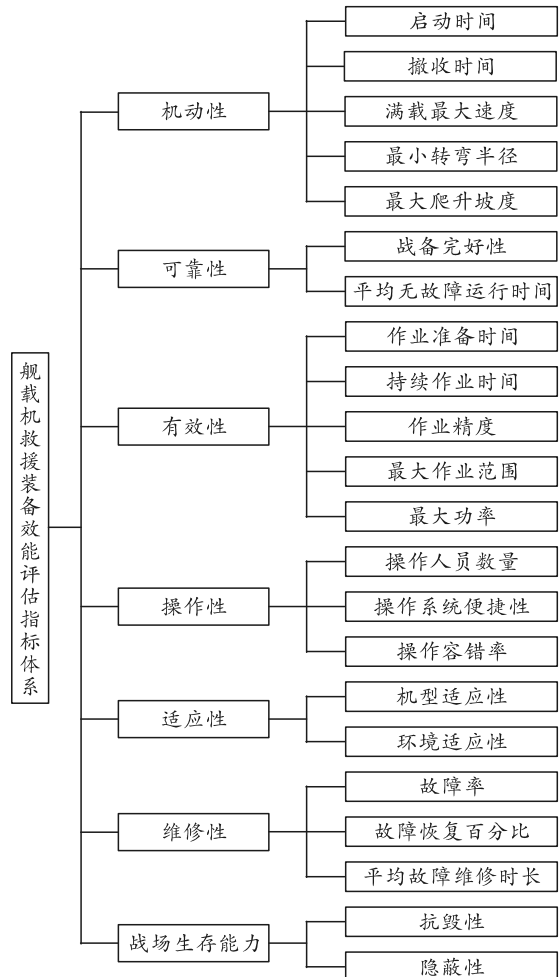 舰载机救援装备效能评估指标体系
机动性
启动时间
撤收时间
满载最大速度
最小转弯半径
最大爬升坡度
可靠性
战备完好性
平均无故障运行时间
有效性
作业准备时间
持续作业时间
作业精度
最大作业范围
最大功率
操作性
操作人员数量
操作系统便捷性
操作容错率
适应性
机型适应性
环境适应性
维修性
故障率
故障恢复百分比
平均故障维修时长
战场生存能力
抗毁性
隐蔽性